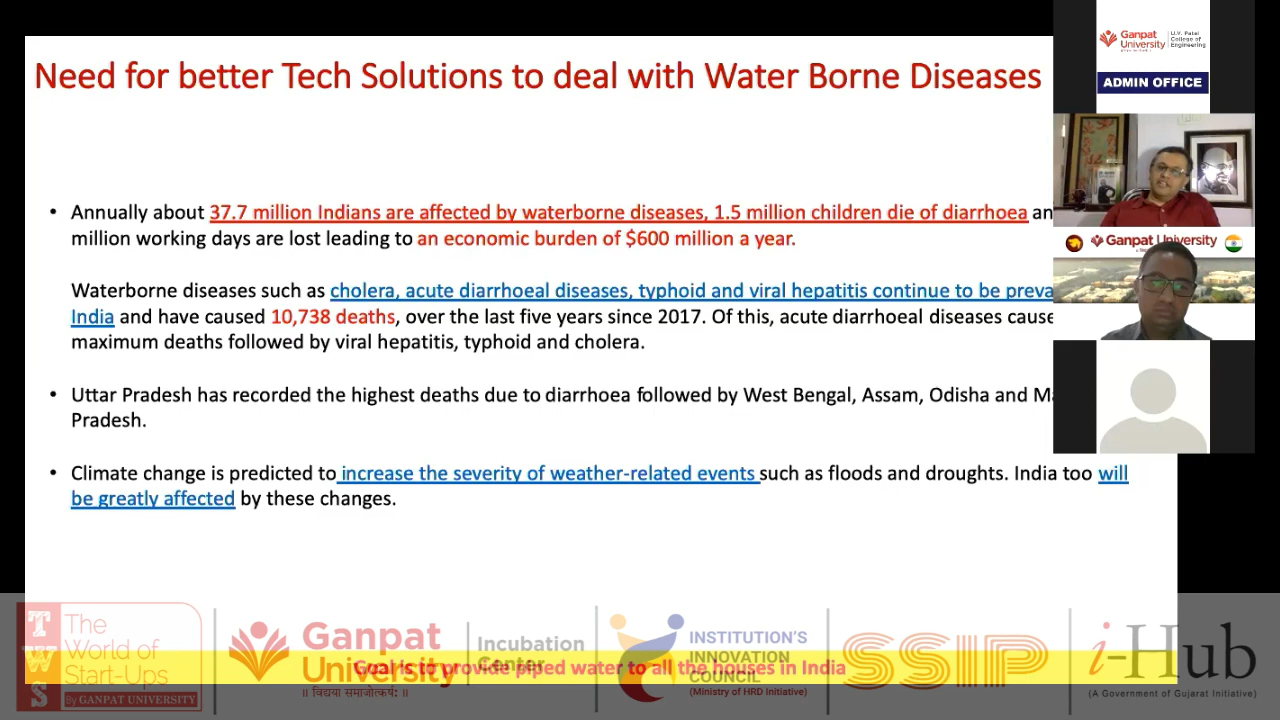 Need for better Tech Solutions to deal with Water Borne Diseases
• Annually about 37.7 million Indians are affected by waterborne diseases, 1.5 million children die of diarrhoea
million working days are lost leading to an economic burden of $600 million a year.
Waterborne diseases such as cholera, acute diarrhoeal diseases, typhoid and viral hepatitis continue to be
India and have caused 10,738 deaths, over the last five years since 2017. Of this, acute diarrhoeal diseases
maximum deaths followed by viral hepatitis, typhoid and cholera.
• Uttar Pradesh has recorded the highest deaths due to diarrhoea followed by West Bengal, Assam, Odisha and
Pradesh.
• Climate change is predicted to increase the severity of weather-related events such as floods and droughts. India too will
be greatly affected by these changes.
Goal is to provide piped water to all the houses in India
Ganpat University
U.V. Patel College of Engineering
ADMIN OFFICE
Ganpat University
TWS
The World of Start-Ups
By GANPAT UNIVERSITY
Ganpat University
॥ विद्यया समाजोत्कर्षः ॥
Incubation Center
INSTITUTION'S
INNOVATION
COUNCIL
(Ministry of HRD Initiative)
SSIP
i-Hub
(A Government of Gujarat Initiative)